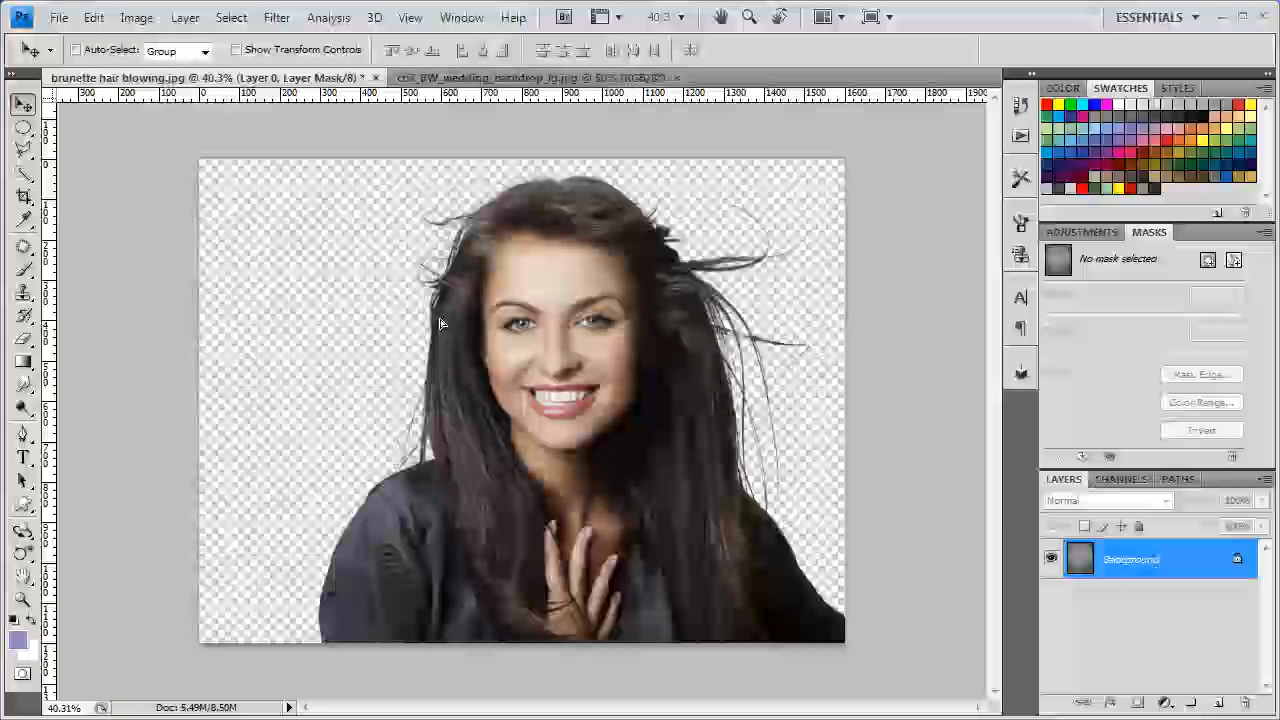 Ps File Edit Image Layer Select Filter Analysis 3D View Window Help Br 40.3 ESSENTIALS
Auto-Select: Group Show Transform Controls
brunette hair blowing.jpg @ 40.3% (Layer 0, Layer Mask/8) *
300 200 100 0 100 200 300 400 500 600 700 800 900 1000 1100 1200 1300 1400 1500 1600 1700 1800 1900
COLOR SWATCHES STYLES
ADJUSTMENTS MASKS
No mask selected
Mask Edge...
Color Range...
Invert
LAYERS CHANNELS PATHS
Normal 100%
100%
Background
40.31% Doc: 5.49M/8.50M